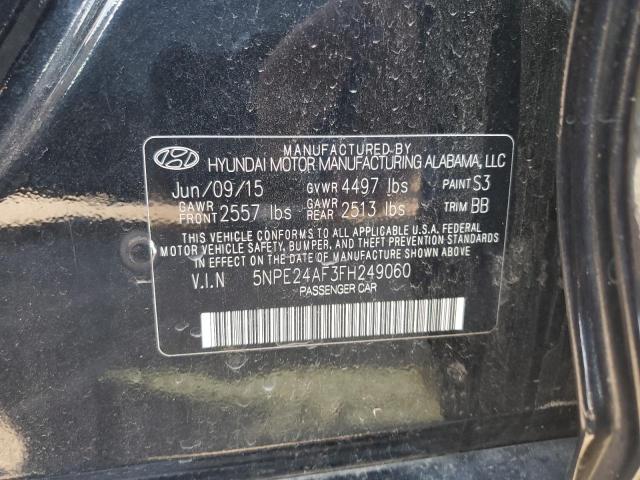 MANUFACTURED BY
HYUNDAI MOTOR MANUFACTURING ALABAMA, LLC
Jun/09/15 GVWR 4497 lbs PAINT S3
GAWR FRONT 2557 lbs GAWR REAR 2513 lbs TRIM BB
THIS VEHICLE CONFORMS TO ALL APPLICABLE U.S.A. FEDERAL
MOTOR VEHICLE SAFETY, BUMPER, AND THEFT PREVENTION STANDARDS
IN EFFECT ON THE DATE OF MANUFACTURE SHOWN ABOVE
V.I.N 5NPE24AF3FH249060
PASSENGER CAR